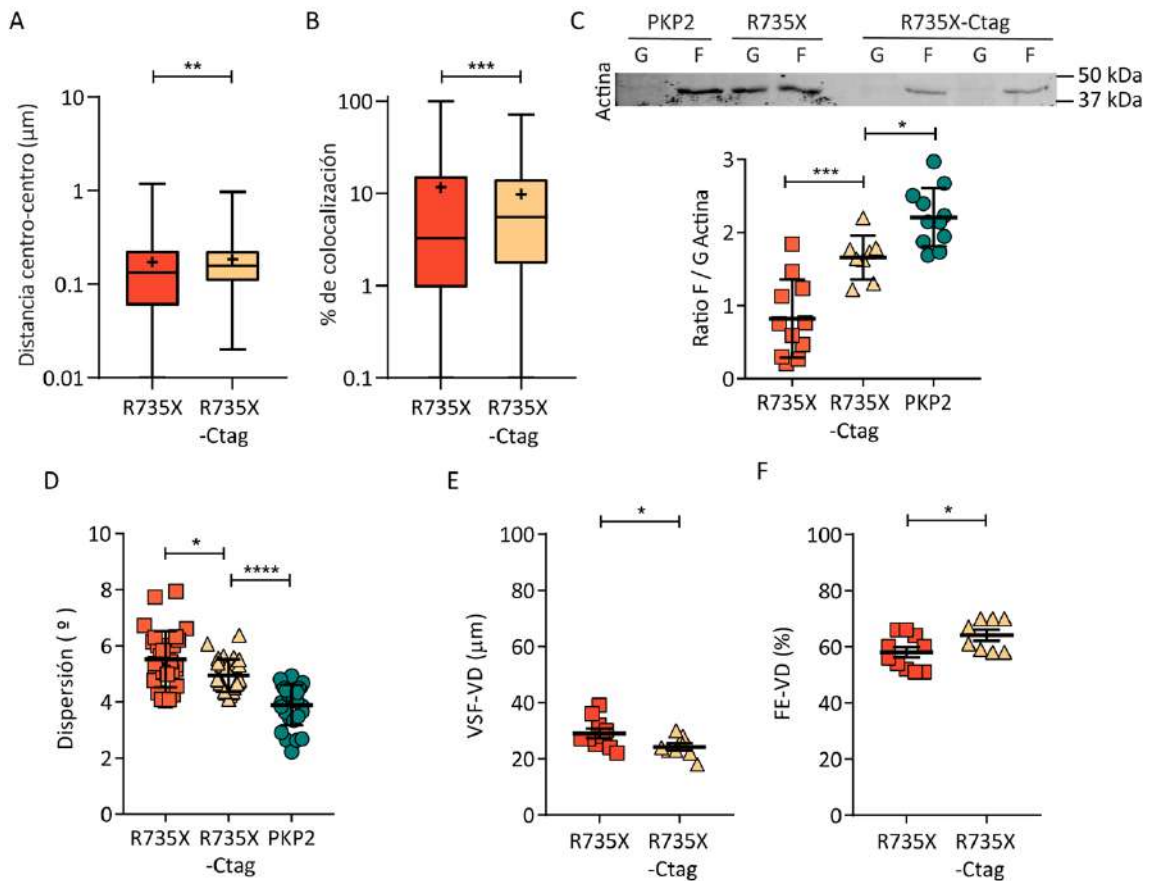 A
**
Distancia centro-centro (µm)
10
1
0.1
0.01
R735X
R735X
-Ctag
B
***
% de colocalización
100
10
1
0.1
R735X
R735X
-Ctag
C
PKP2
R735X
R735X-Ctag
G F G F G F G F
Actina
50 kDa
37 kDa
*
***
Ratio F / G Actina
3
2
1
0
R735X
R735X
-Ctag
PKP2
D
*
****
Dispersión ( º )
10
8
6
4
2
0
R735X
R735X
-Ctag
PKP2
E
*
VSF-VD (µm)
100
80
60
40
20
0
R735X
R735X
-Ctag
F
*
FE-VD (%)
100
80
60
40
20
0
R735X
R735X
-Ctag